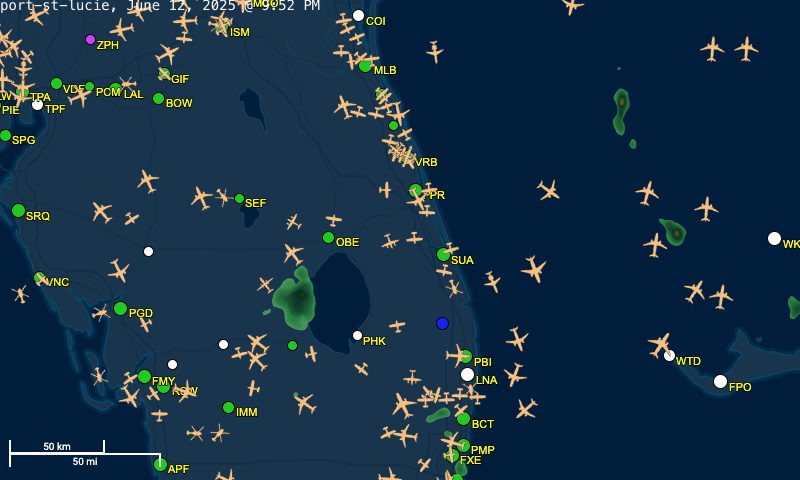 MCO
port-st-lucie, June 12, 2025 @ 9:52 PM
COI
ISM
ZPH
MLB
GIF
VDF
PCM
LAL
TPA
BOW
PIE
TPF
SPG
VRB
PR
SEF
SRQ
OBE
WK
SUA
VNC
PGD
PHK
PBI
WTD
FMY
RSW
LNA
FPO
IMM
BCT
50 km
PMP
50 mi
FXE
APF